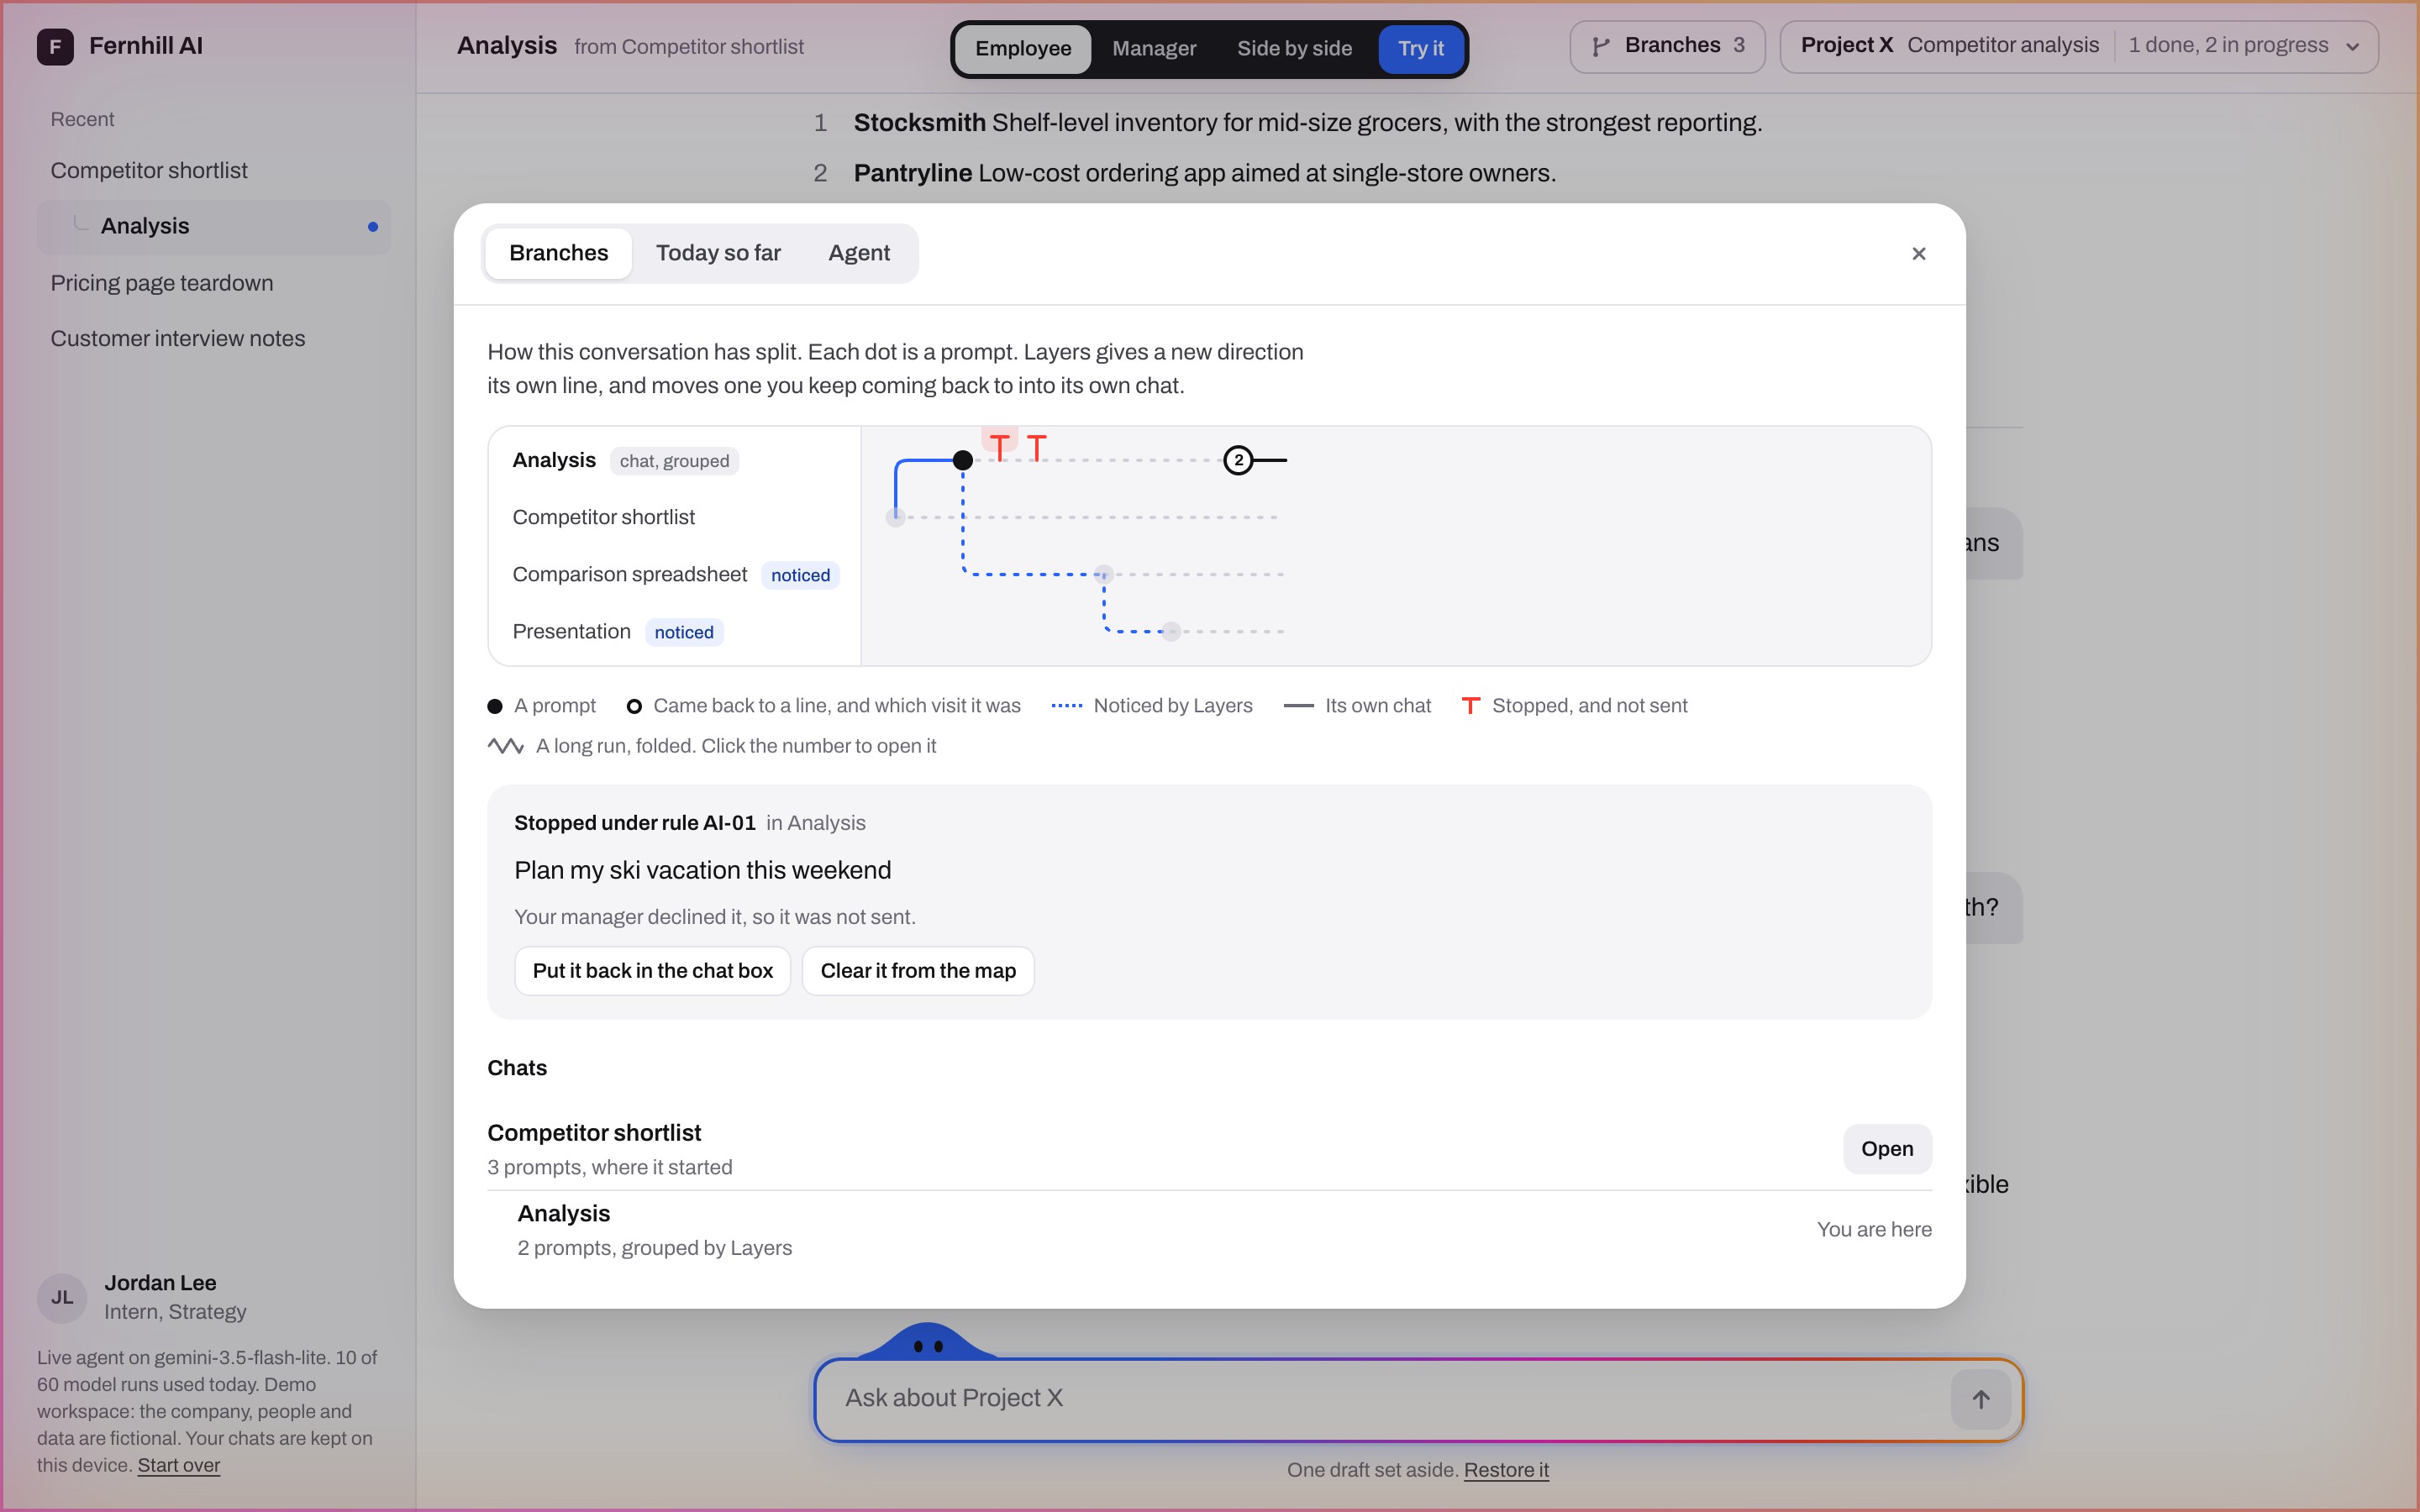 F Fernhill AI
Recent
Competitor shortlist
Analysis
Pricing page teardown
Customer interview notes
JL
Jordan Lee
Intern, Strategy
Live agent on gemini-3.5-flash-lite. 10 of
60 model runs used today. Demo
workspace: the company, people and
data are fictional. Your chats are kept on
this device. Start over
Analysis from Competitor shortlist
Employee Manager Side by side Try it
Branches 3
Project X Competitor analysis 1 done, 2 in progress
1 Stocksmith Shelf-level inventory for mid-size grocers, with the strongest reporting.
2 Pantryline Low-cost ordering app aimed at single-store owners.
Branches Today so far Agent
How this conversation has split. Each dot is a prompt. Layers gives a new direction
its own line, and moves one you keep coming back to into its own chat.
Analysis chat, grouped
2
Competitor shortlist
Comparison spreadsheet noticed
Presentation noticed
A prompt
Came back to a line, and which visit it was
Noticed by Layers
Its own chat
Stopped, and not sent
A long run, folded. Click the number to open it
Stopped under rule AI-01 in Analysis
Plan my ski vacation this weekend
Your manager declined it, so it was not sent.
Put it back in the chat box
Clear it from the map
Chats
Competitor shortlist
3 prompts, where it started
Open
Analysis
2 prompts, grouped by Layers
You are here
th?
Ask about Project X
One draft set aside. Restore it